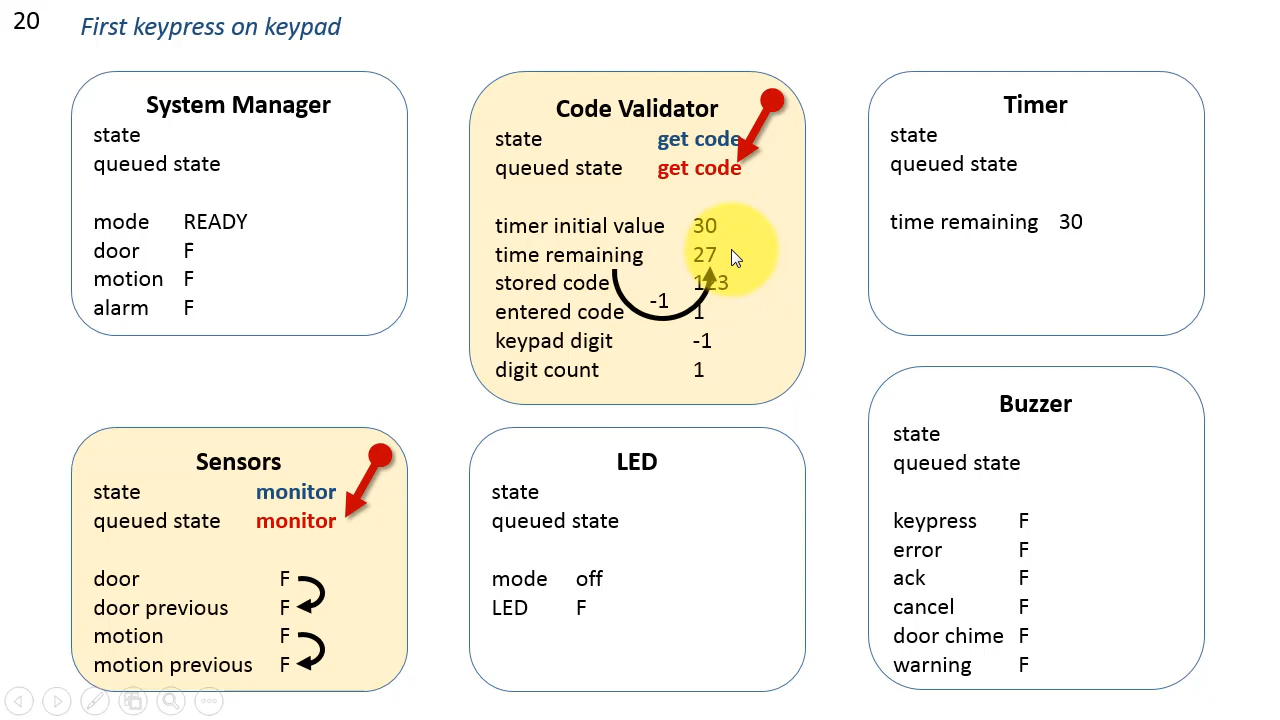 20
First keypress on keypad
System Manager
state
queued state
mode READY
door F
motion F
alarm F
Code Validator
state get code
queued state get code
timer initial value 30
time remaining 27
stored code 123
-1
entered code 1
keypad digit -1
digit count 1
Timer
state
queued state
time remaining 30
Sensors
state monitor
queued state monitor
door F
door previous F
motion F
motion previous F
LED
state
queued state
mode off
LED F
Buzzer
state
queued state
keypress F
error F
ack F
cancel F
door chime F
warning F